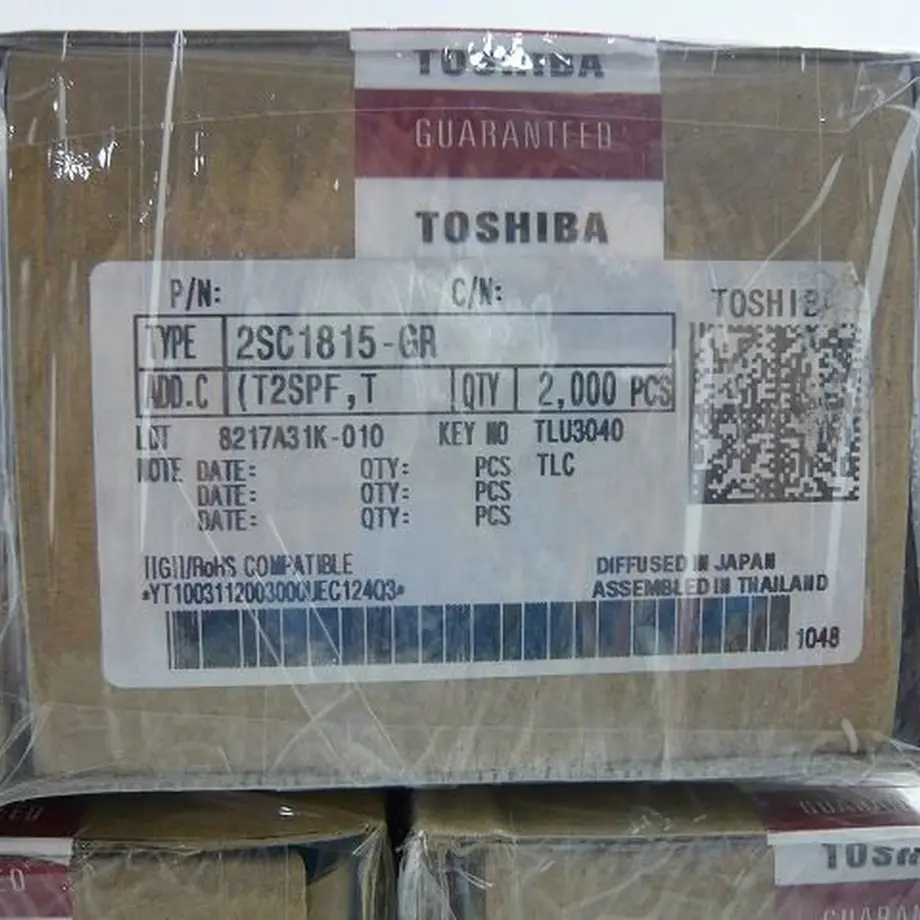 TOSHIBA
GUARANTEED
TOSHIBA
P/N: C/N:
TOSHIBA
TYPE 2SC1815-GR
ADD.C (T2SPF,T QTY 2,000 PCS
LOT 8217A31K-010 KEY NO TLU3040
NOTE DATE: QTY: PCS TLC
DATE: QTY: PCS
DATE: QTY: PCS
[[G]]/RoHS COMPATIBLE
DIFFUSED IN JAPAN
ASSEMBLED IN THAILAND
1048